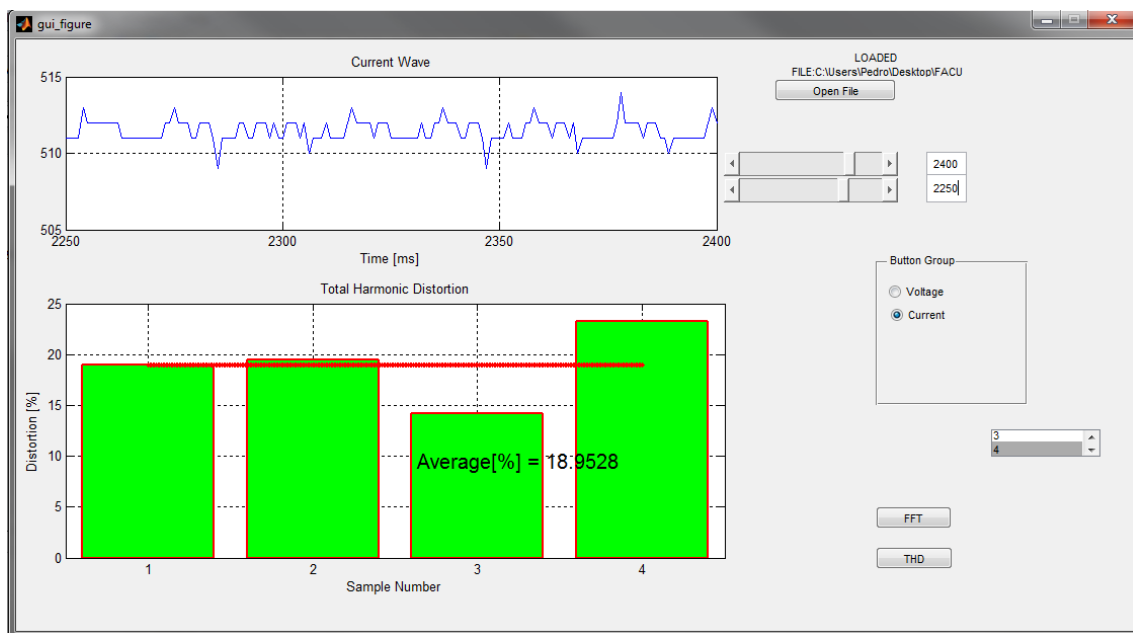 gui_figure
Current Wave
515
510
505
2250
2300
2350
2400
Time [ms]
LOADED
FILE:C:\Users\Pedro\Desktop\FACU
Open File
2400
2250
Button Group
Voltage
Current
Total Harmonic Distortion
25
20
15
10
5
0
Distortion [%]
Average[%] = 18.9528
1
2
3
4
Sample Number
3
4
FFT
THD